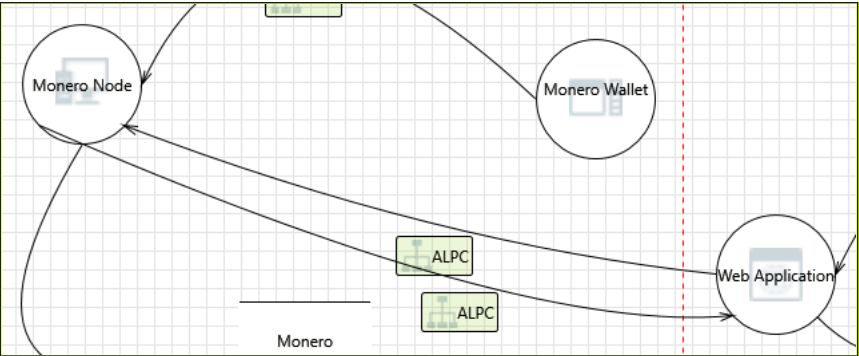 Monero Node
Monero Wallet
ALPC
Web Application
ALPC
Monero